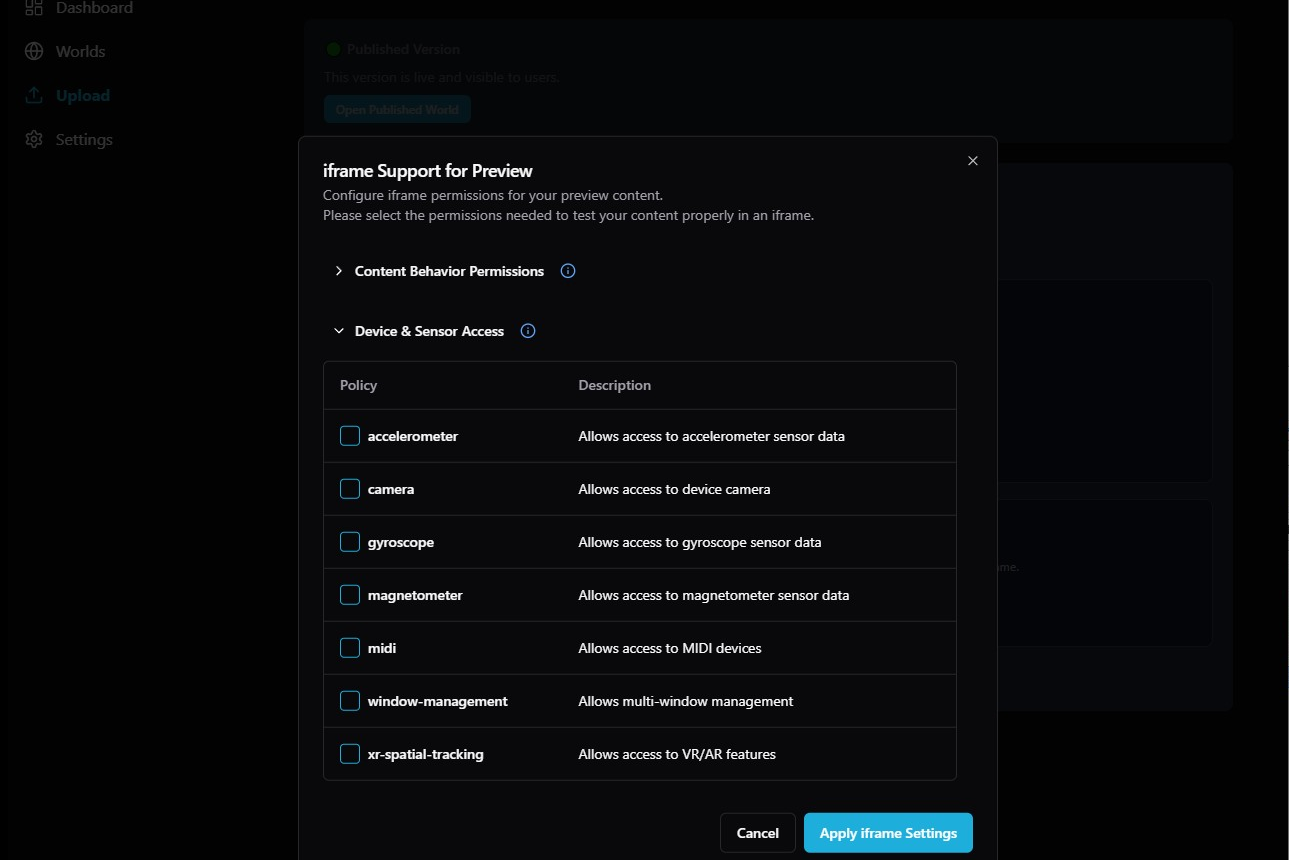 Dashboard
Worlds
Upload
Settings
Published Version
This version is live and visible to users.
Open Published World
iframe Support for Preview
Configure iframe permissions for your preview content.
Please select the permissions needed to test your content properly in an iframe.
Content Behavior Permissions
Device & Sensor Access
Policy Description
accelerometer Allows access to accelerometer sensor data
camera Allows access to device camera
gyroscope Allows access to gyroscope sensor data
magnetometer Allows access to magnetometer sensor data
midi Allows access to MIDI devices
window-management Allows multi-window management
xr-spatial-tracking Allows access to VR/AR features
Cancel Apply iframe Settings